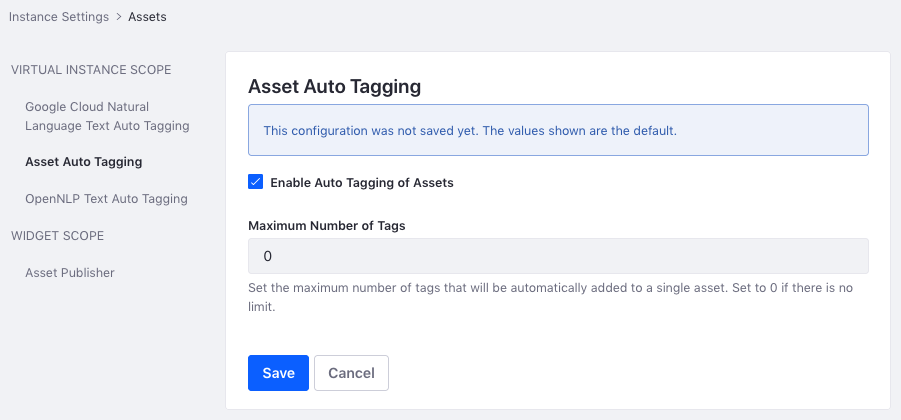 Instance Settings > Assets
VIRTUAL INSTANCE SCOPE
Google Cloud Natural
Language Text Auto Tagging
Asset Auto Tagging
OpenNLP Text Auto Tagging
WIDGET SCOPE
Asset Publisher
Asset Auto Tagging
This configuration was not saved yet. The values shown are the default.
Enable Auto Tagging of Assets
Maximum Number of Tags
0
Set the maximum number of tags that will be automatically added to a single asset. Set to 0 if there is no
limit.
Save Cancel